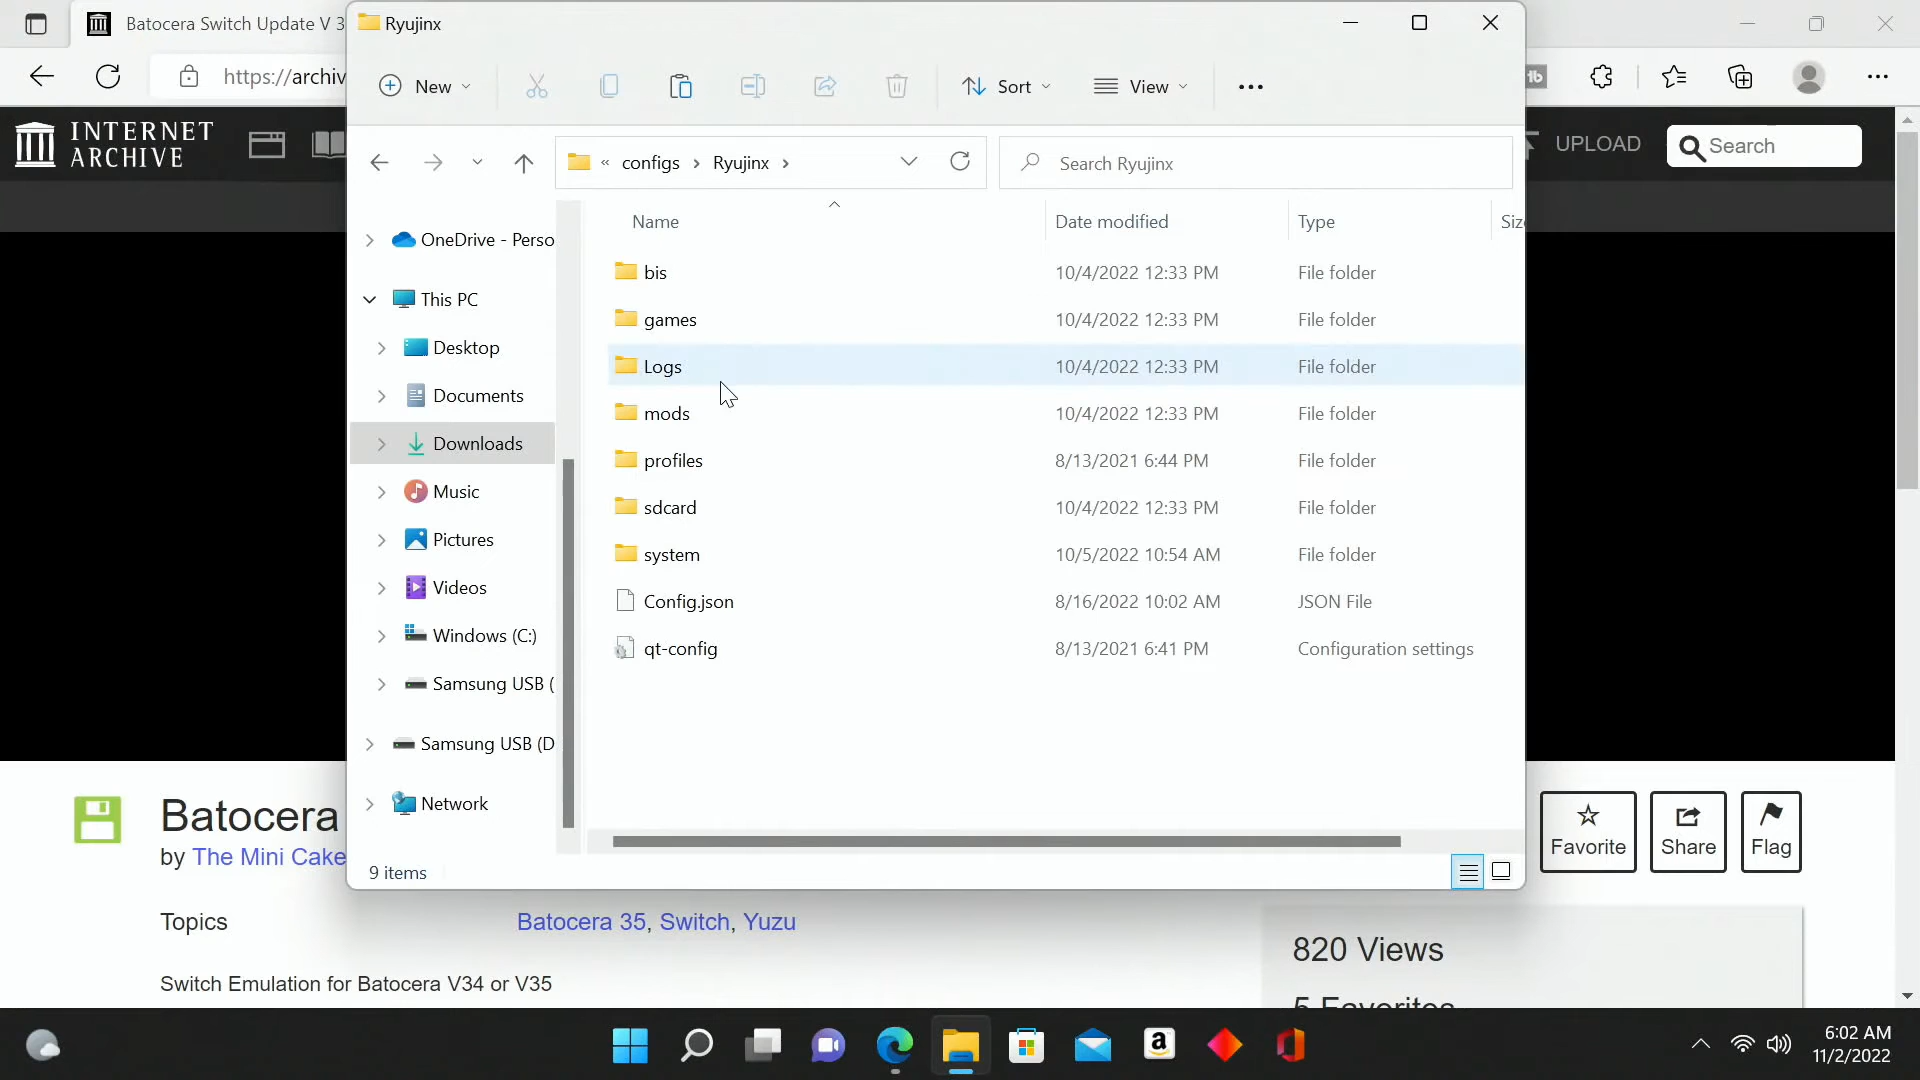 Batocera Switch Update V 3
Ryujinx
https://archiv
New
Sort
View
INTERNET
ARCHIVE
UPLOAD
Search
« configs › Ryujinx ›
Search Ryujinx
Name
Date modified
Type
Siz
OneDrive - Perso
This PC
Desktop
Documents
Downloads
Music
Pictures
Videos
Windows (C:)
Samsung USB (
Samsung USB (D
Network
bis 10/4/2022 12:33 PM File folder
games 10/4/2022 12:33 PM File folder
Logs 10/4/2022 12:33 PM File folder
mods 10/4/2022 12:33 PM File folder
profiles 8/13/2021 6:44 PM File folder
sdcard 10/4/2022 12:33 PM File folder
system 10/5/2022 10:54 AM File folder
Config.json 8/16/2022 10:02 AM JSON File
qt-config 8/13/2021 6:41 PM Configuration settings
9 items
Batocera
by The Mini Cake
Favorite
Share
Flag
Topics
Batocera 35, Switch, Yuzu
820 Views
Switch Emulation for Batocera V34 or V35
5 Favorites
6:02 AM
11/2/2022